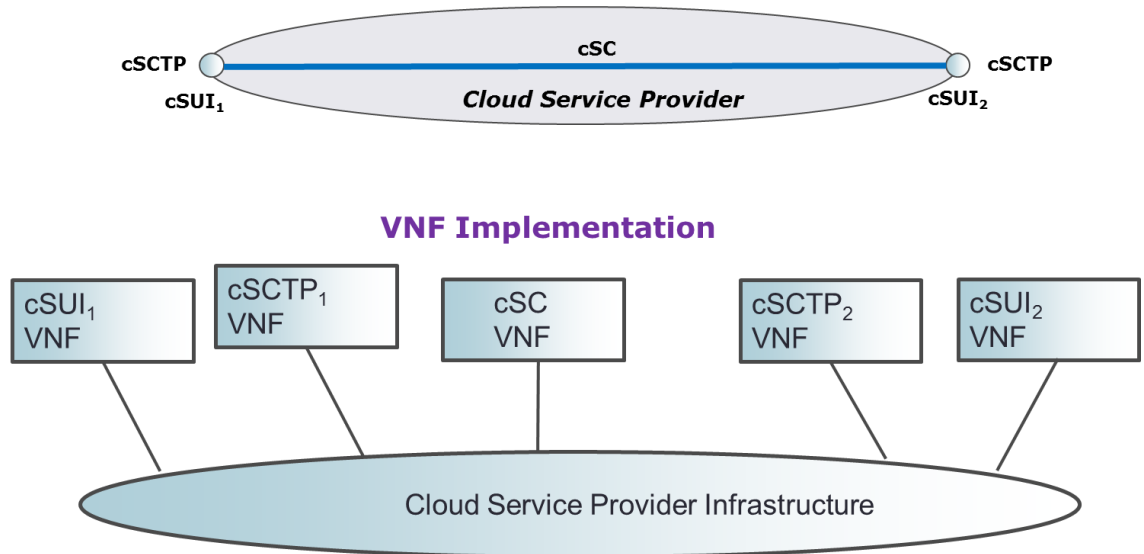 cSC
cSCTP
cSCTP
cSUI₁
Cloud Service Provider
cSUI₂
VNF Implementation
cSUI₁
VNF
cSCTP₁
VNF
cSC
VNF
cSCTP₂
VNF
cSUI₂
VNF
Cloud Service Provider Infrastructure